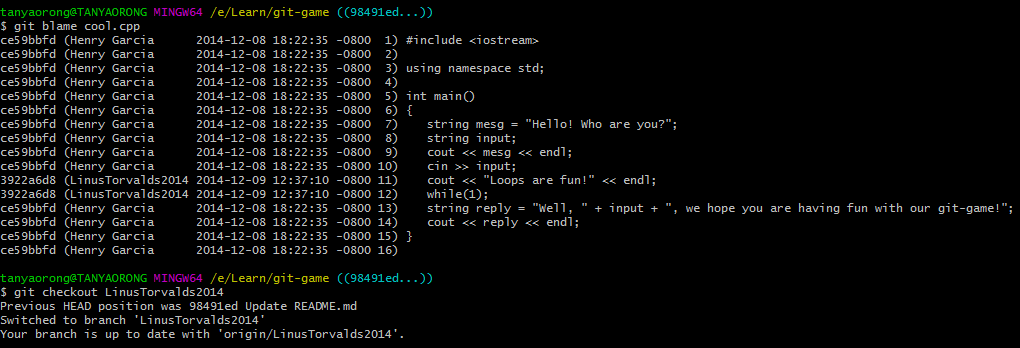 tanyaorong@TANYAORONG MINGW64 /e/Learn/git-game ((98491ed...))
$ git blame cool.cpp
ce59bbfd (Henry Garcia      2014-12-08 18:22:35 -0800  1) #include <iostream>
ce59bbfd (Henry Garcia      2014-12-08 18:22:35 -0800  2)
ce59bbfd (Henry Garcia      2014-12-08 18:22:35 -0800  3) using namespace std;
ce59bbfd (Henry Garcia      2014-12-08 18:22:35 -0800  4)
ce59bbfd (Henry Garcia      2014-12-08 18:22:35 -0800  5) int main()
ce59bbfd (Henry Garcia      2014-12-08 18:22:35 -0800  6) {
ce59bbfd (Henry Garcia      2014-12-08 18:22:35 -0800  7)    string mesg = "Hello! Who are you?";
ce59bbfd (Henry Garcia      2014-12-08 18:22:35 -0800  8)    string input;
ce59bbfd (Henry Garcia      2014-12-08 18:22:35 -0800  9)    cout << mesg << endl;
ce59bbfd (Henry Garcia      2014-12-08 18:22:35 -0800 10)    cin >> input;
3922a6d8 (LinusTorvalds2014 2014-12-09 12:37:10 -0800 11)    cout << "Loops are fun!" << endl;
3922a6d8 (LinusTorvalds2014 2014-12-09 12:37:10 -0800 12)    while(1);
ce59bbfd (Henry Garcia      2014-12-08 18:22:35 -0800 13)    string reply = "Well, " + input + ", we hope you are having fun with our git-game!";
ce59bbfd (Henry Garcia      2014-12-08 18:22:35 -0800 14)    cout << reply << endl;
ce59bbfd (Henry Garcia      2014-12-08 18:22:35 -0800 15) }
ce59bbfd (Henry Garcia      2014-12-08 18:22:35 -0800 16)
tanyaorong@TANYAORONG MINGW64 /e/Learn/git-game ((98491ed...))
$ git checkout LinusTorvalds2014
Previous HEAD position was 98491ed Update README.md
Switched to branch 'LinusTorvalds2014'
Your branch is up to date with 'origin/LinusTorvalds2014'.